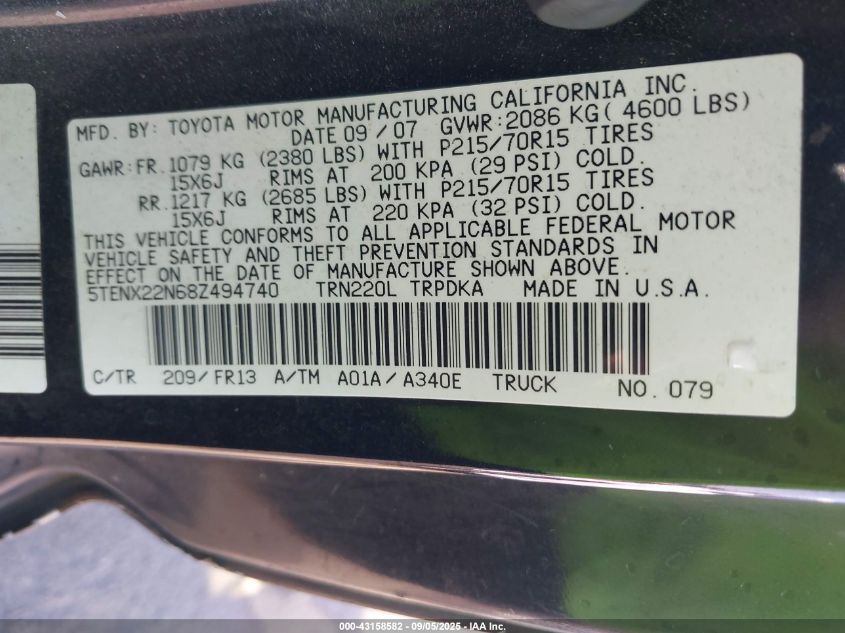 MFD. BY: TOYOTA MOTOR MANUFACTURING CALIFORNIA INC.
DATE 09 / 07 GVWR:2086 KG( 4600 LBS)
GAWR:FR.1079 KG (2380 LBS) WITH P215/70R15 TIRES
15X6J RIMS AT 200 KPA (29 PSI) COLD.
RR.1217 KG (2685 LBS) WITH P215/70R15 TIRES
15X6J RIMS AT 220 KPA (32 PSI) COLD.
THIS VEHICLE CONFORMS TO ALL APPLICABLE FEDERAL MOTOR
VEHICLE SAFETY AND THEFT PREVENTION STANDARDS IN
EFFECT ON THE DATE OF MANUFACTURE SHOWN ABOVE.
5TENX22N68Z494740 TRN220L TRPDKA MADE IN U.S.A.
C/TR 209/FR13 A/TM A01A/A340E TRUCK NO. 079
000-43158582 - 09/05/2025 - IAA Inc.